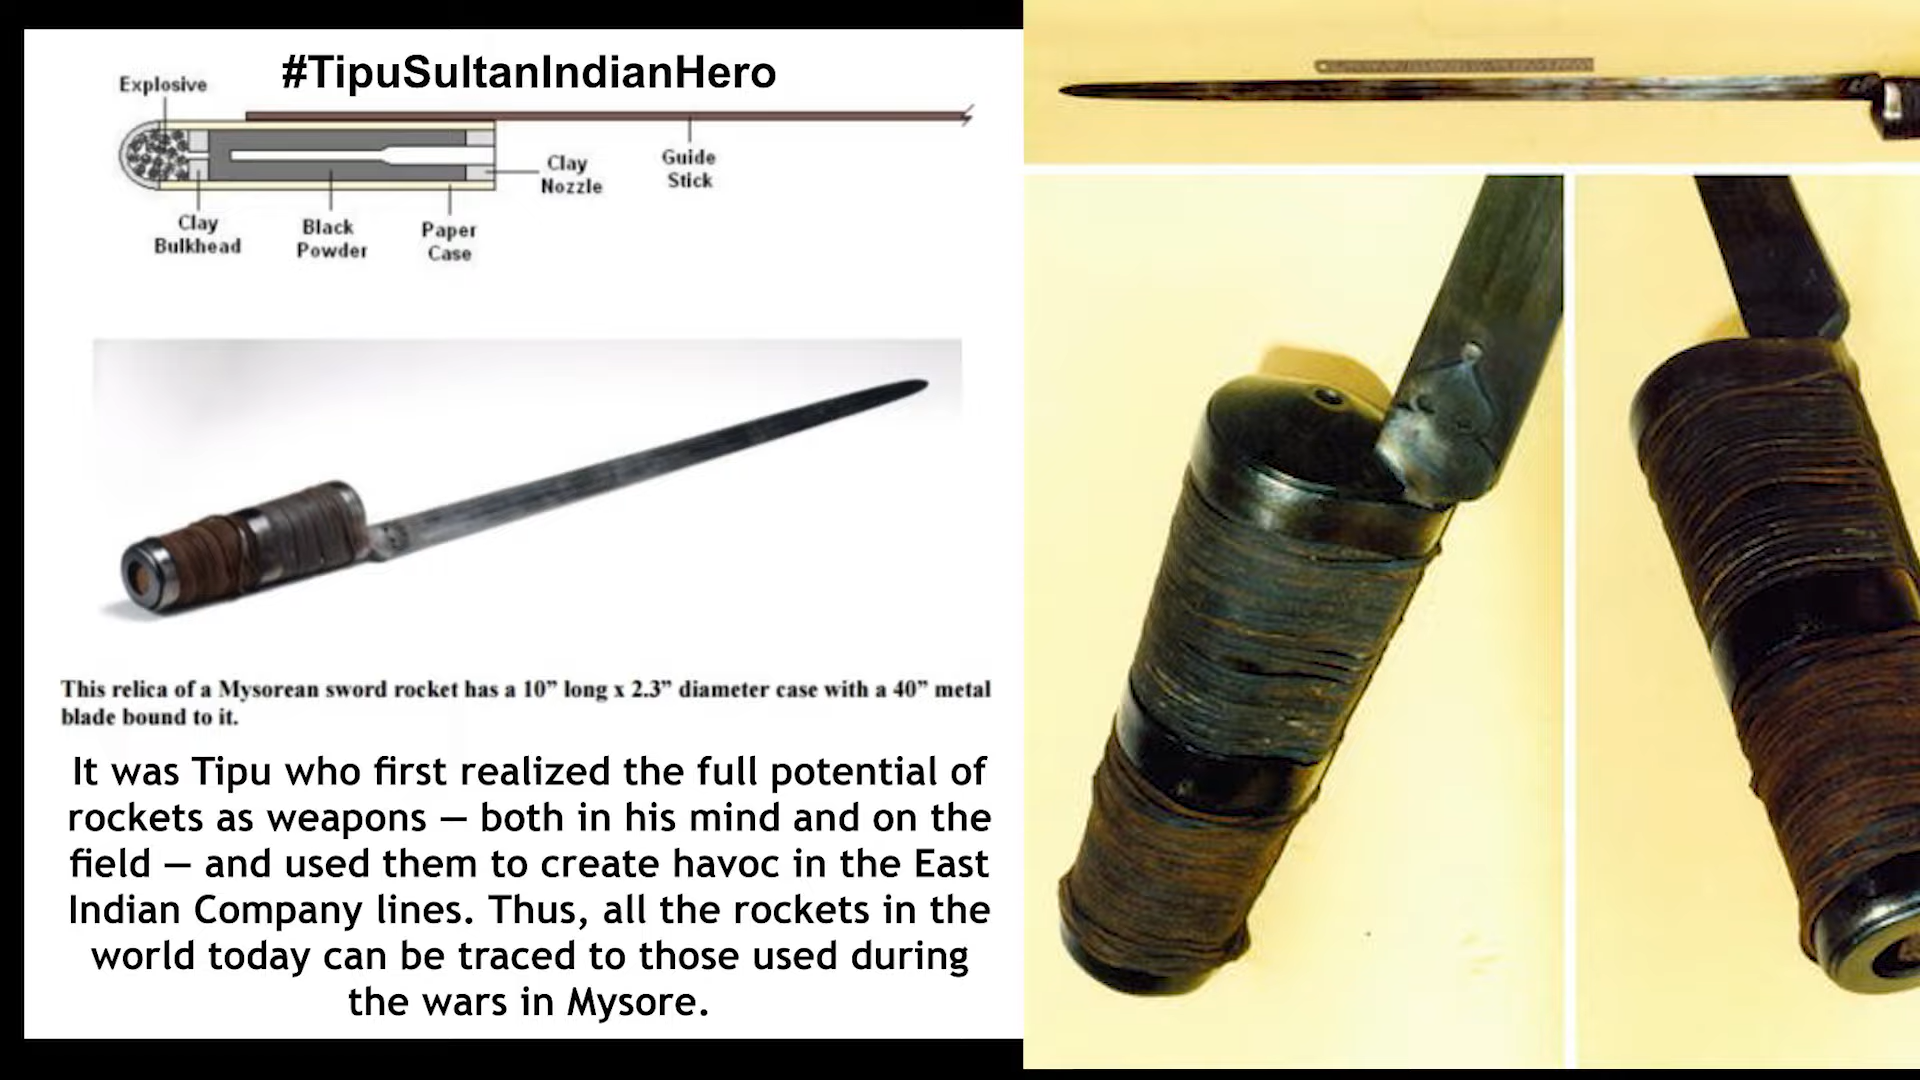 #TipuSultanIndianHero
Explosive
Clay
Nozzle
Guide
Stick
Clay
Bulkhead
Black
Powder
Paper
Case
This relica of a Mysorean sword rocket has a 10” long x 2.3” diameter case with a 40” metal
blade bound to it.
It was Tipu who first realized the full potential of
rockets as weapons — both in his mind and on the
field — and used them to create havoc in the East
Indian Company lines. Thus, all the rockets in the
world today can be traced to those used during
the wars in Mysore.